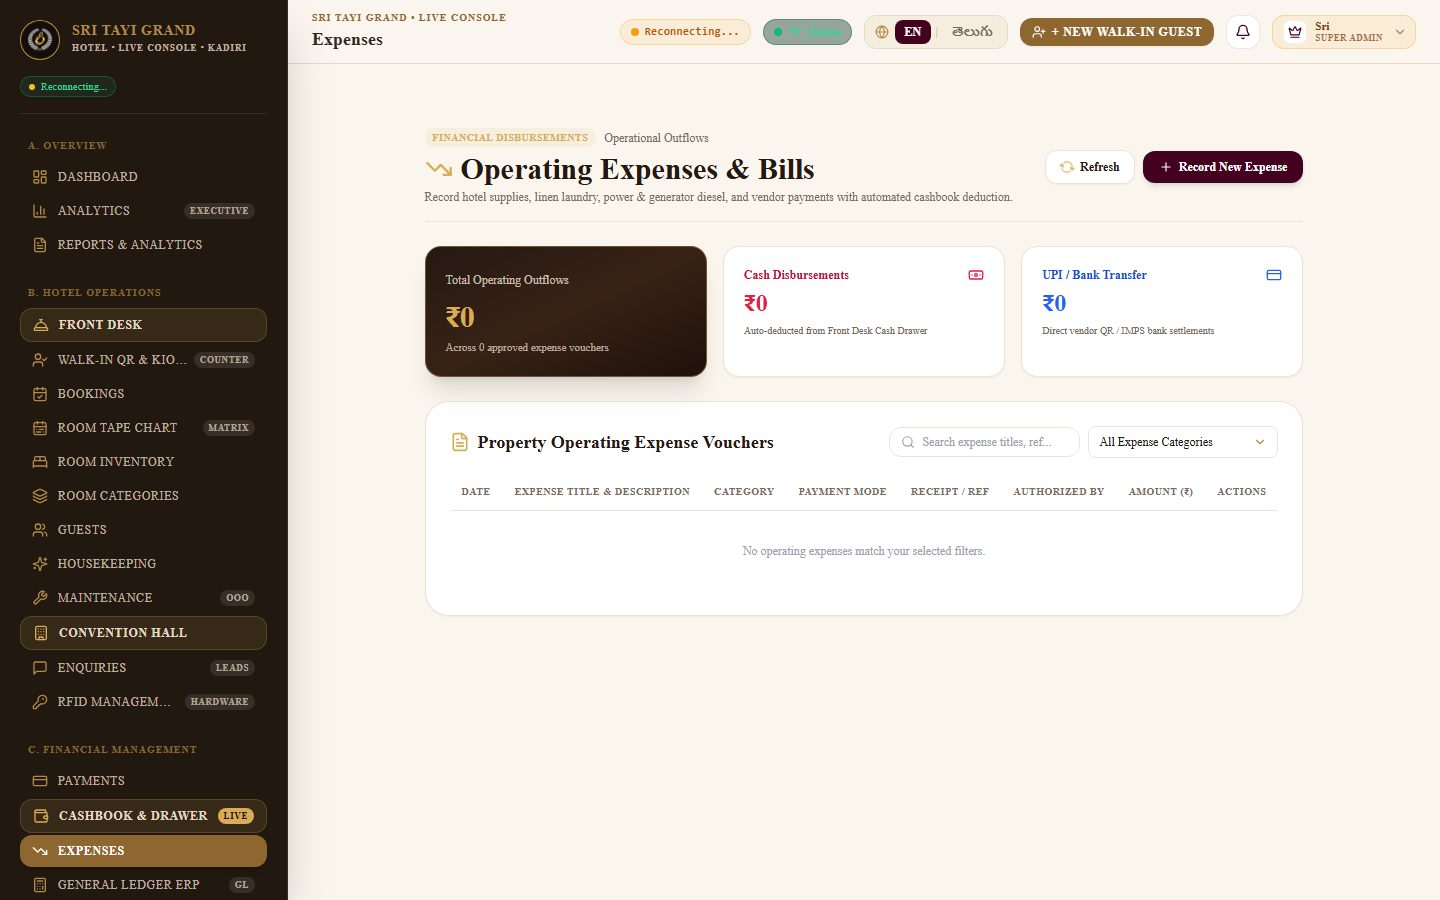 SRI TAYI GRAND
HOTEL • LIVE CONSOLE • KADIRI
Reconnecting...
A. OVERVIEW
DASHBOARD
ANALYTICS EXECUTIVE
REPORTS & ANALYTICS
B. HOTEL OPERATIONS
FRONT DESK
WALK-IN QR & KIO... COUNTER
BOOKINGS
ROOM TAPE CHART MATRIX
ROOM INVENTORY
ROOM CATEGORIES
GUESTS
HOUSEKEEPING
MAINTENANCE OOO
CONVENTION HALL
ENQUIRIES LEADS
RFID MANAGEM... HARDWARE
C. FINANCIAL MANAGEMENT
PAYMENTS
CASHBOOK & DRAWER LIVE
EXPENSES
GENERAL LEDGER ERP GL
SRI TAYI GRAND • LIVE CONSOLE
Expenses
Reconnecting...
EN తెలుగు
+ NEW WALK-IN GUEST
Sri
SUPER ADMIN
FINANCIAL DISBURSEMENTS Operational Outflows
Operating Expenses & Bills
Record hotel supplies, linen laundry, power & generator diesel, and vendor payments with automated cashbook deduction.
Refresh
Record New Expense
Total Operating Outflows
₹0
Across 0 approved expense vouchers
Cash Disbursements
₹0
Auto-deducted from Front Desk Cash Drawer
UPI / Bank Transfer
₹0
Direct vendor QR / IMPS bank settlements
Property Operating Expense Vouchers
Search expense titles, ref...
All Expense Categories
DATE EXPENSE TITLE & DESCRIPTION CATEGORY PAYMENT MODE RECEIPT / REF AUTHORIZED BY AMOUNT (₹) ACTIONS
No operating expenses match your selected filters.